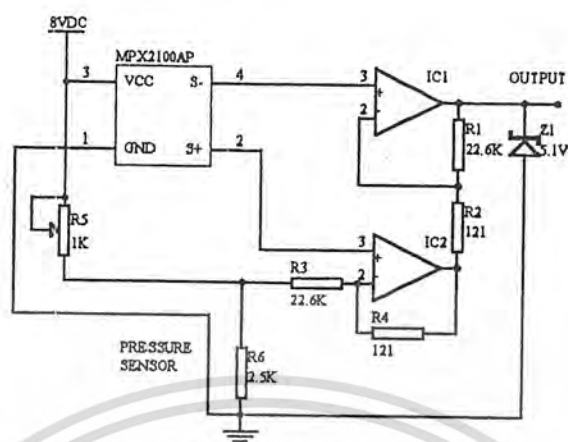 8VDC
MPX2100AP
3 VCC S- 4
1 GND S+ 2
3
+
2
-
IC1
OUTPUT
R1
22,6K
Z1
5.1V
R2
121
IC2
3
+
2
-
R5
1K
R3
22.6K
R4
121
R6
2.5K
PRESSURE
SENSOR